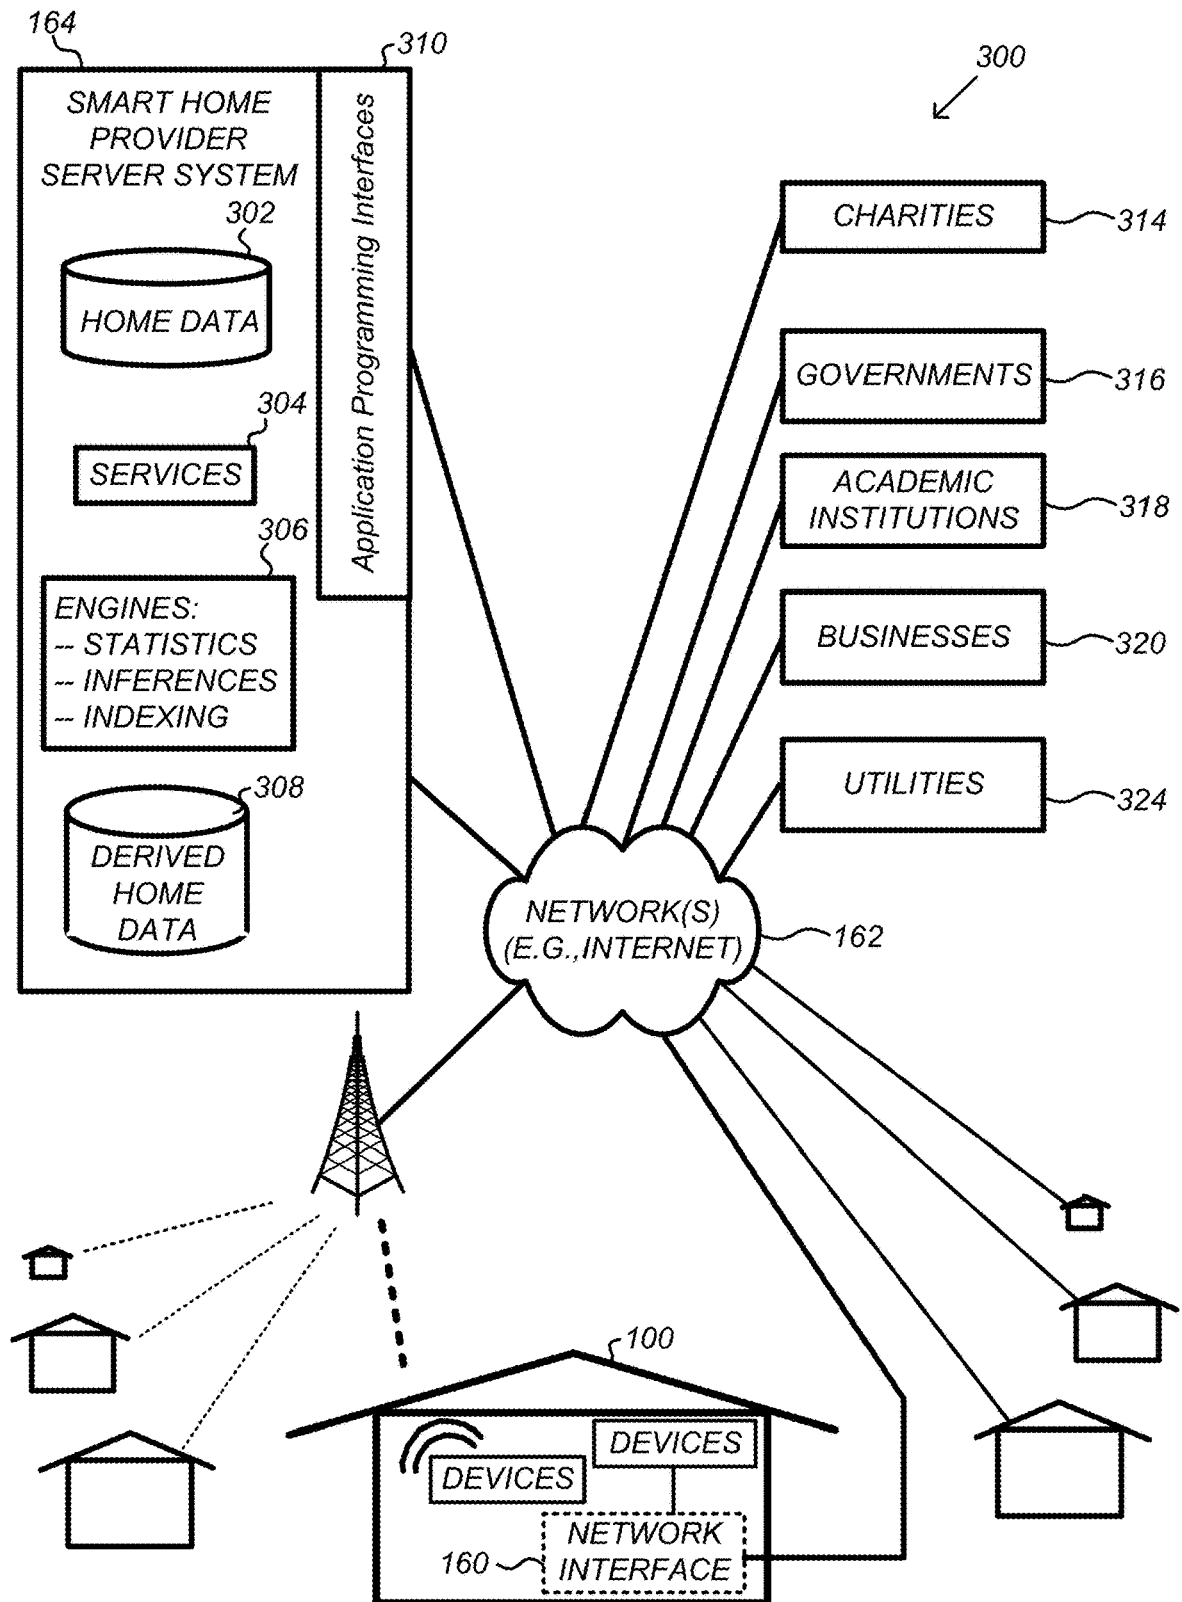 164
310
300
SMART HOME
PROVIDER
SERVER SYSTEM
Application Programming Interfaces
302
HOME DATA
304
SERVICES
306
ENGINES:
-- STATISTICS
-- INFERENCES
-- INDEXING
308
DERIVED
HOME
DATA
CHARITIES
314
GOVERNMENTS
316
ACADEMIC
INSTITUTIONS
318
BUSINESSES
320
UTILITIES
324
NETWORK(S)
(E.G.,INTERNET)
162
100
DEVICES
DEVICES
NETWORK
INTERFACE
160